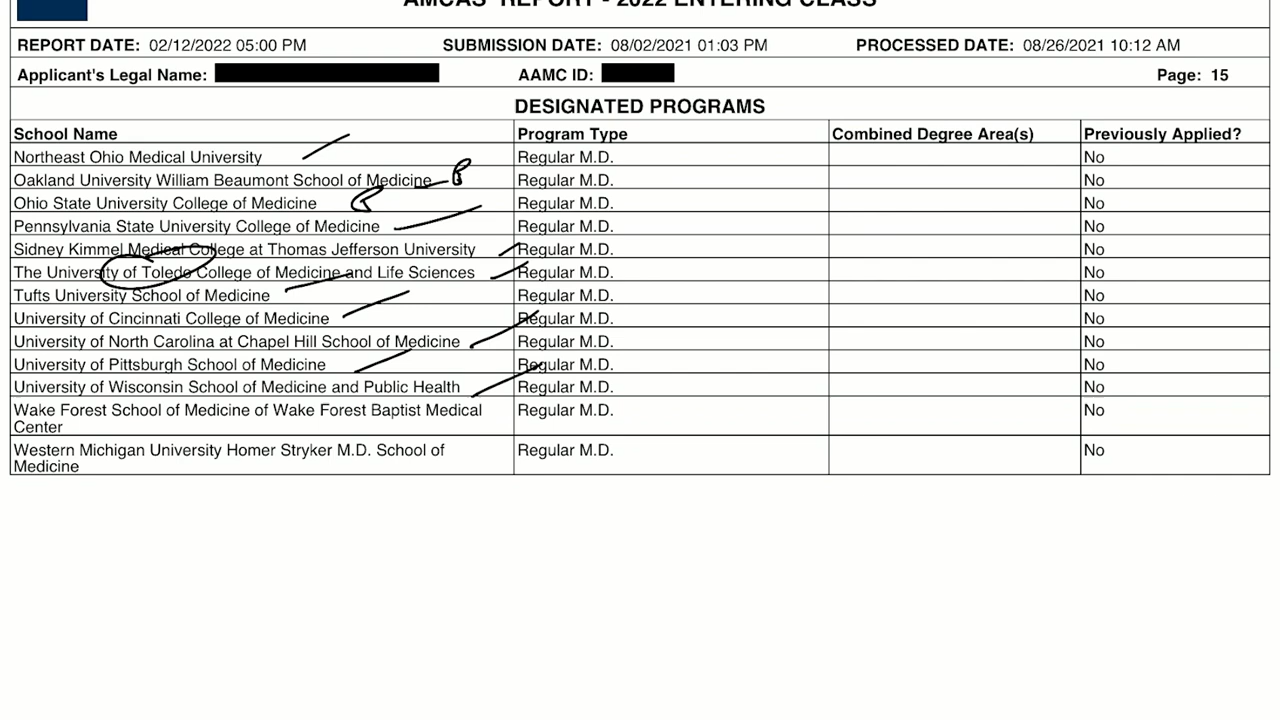 AMCAS REPORT - 2022 ENTERING CLASS
REPORT DATE: 02/12/2022 05:00 PM SUBMISSION DATE: 08/02/2021 01:03 PM PROCESSED DATE: 08/26/2021 10:12 AM
Applicant's Legal Name: AAMC ID: Page: 15
DESIGNATED PROGRAMS
School Name Program Type Combined Degree Area(s) Previously Applied?
Northeast Ohio Medical University Regular M.D. No
Oakland University William Beaumont School of Medicine Regular M.D. No
Ohio State University College of Medicine Regular M.D. No
Pennsylvania State University College of Medicine Regular M.D. No
Sidney Kimmel Medical College at Thomas Jefferson University Regular M.D. No
The University of Toledo College of Medicine and Life Sciences Regular M.D. No
Tufts University School of Medicine Regular M.D. No
University of Cincinnati College of Medicine Regular M.D. No
University of North Carolina at Chapel Hill School of Medicine Regular M.D. No
University of Pittsburgh School of Medicine Regular M.D. No
University of Wisconsin School of Medicine and Public Health Regular M.D. No
Wake Forest School of Medicine of Wake Forest Baptist Medical Regular M.D. No
Center
Western Michigan University Homer Stryker M.D. School of Regular M.D. No
Medicine